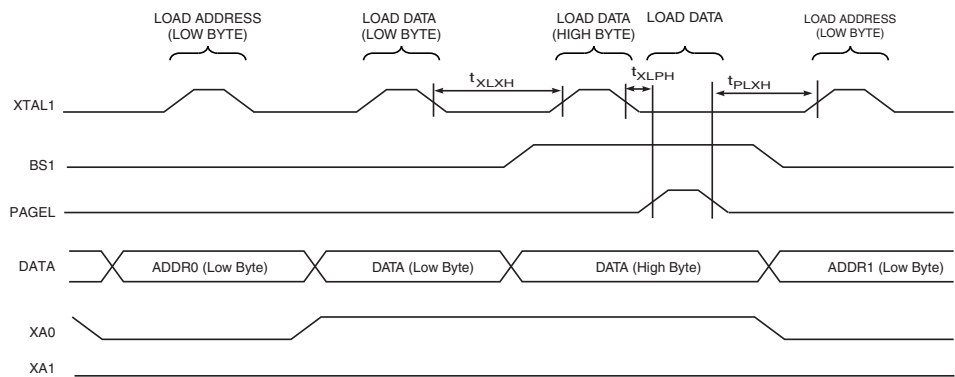 LOAD ADDRESS
(LOW BYTE)
LOAD DATA
(LOW BYTE)
LOAD DATA
(HIGH BYTE)
LOAD DATA
LOAD ADDRESS
(LOW BYTE)
tXLXH
tXLPH
tPLXH
XTAL1
BS1
PAGEL
DATA
ADDR0 (Low Byte)
DATA (Low Byte)
DATA (High Byte)
ADDR1 (Low Byte)
XA0
XA1